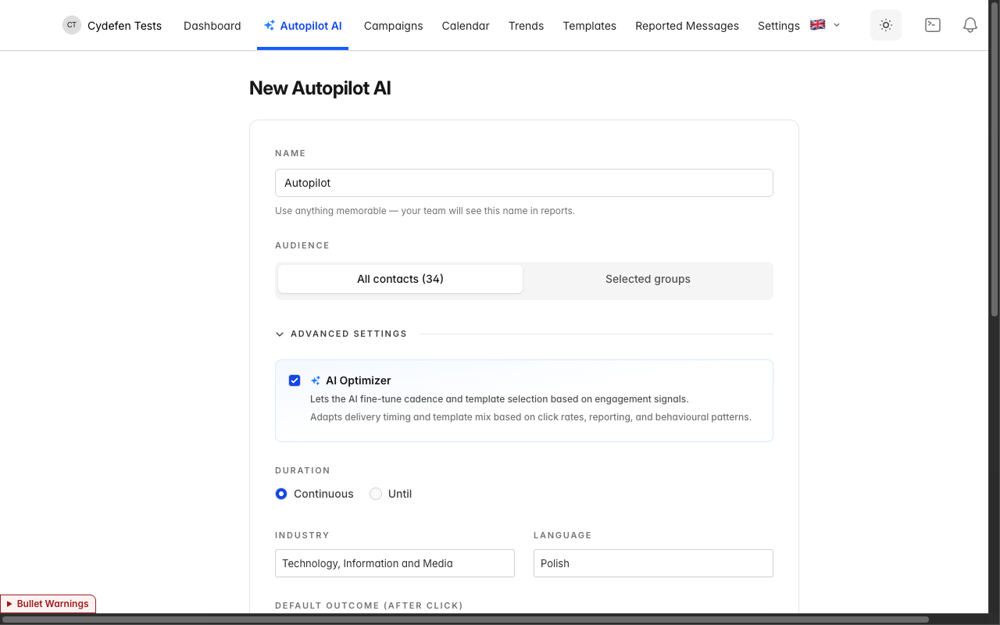 CT Cydefen Tests Dashboard Autopilot AI Campaigns Calendar Trends Templates Reported Messages Settings
New Autopilot AI
NAME
Autopilot
Use anything memorable — your team will see this name in reports.
AUDIENCE
All contacts (34) Selected groups
ADVANCED SETTINGS
AI Optimizer
Lets the AI fine-tune cadence and template selection based on engagement signals.
Adapts delivery timing and template mix based on click rates, reporting, and behavioural patterns.
DURATION
Continuous Until
INDUSTRY LANGUAGE
Technology, Information and Media Polish
Bullet Warnings
DEFAULT OUTCOME (AFTER CLICK)